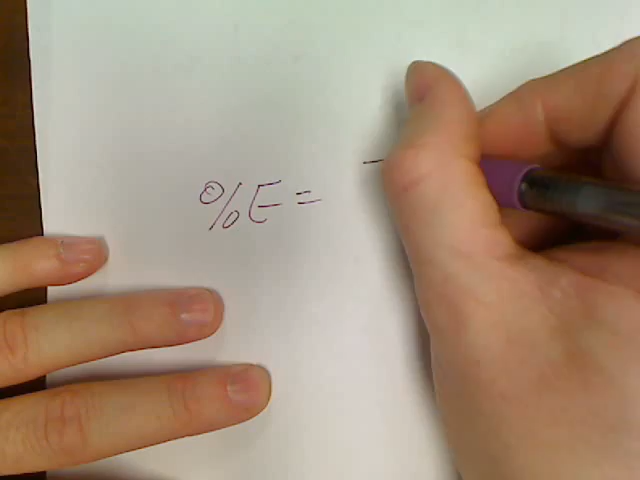 %E =